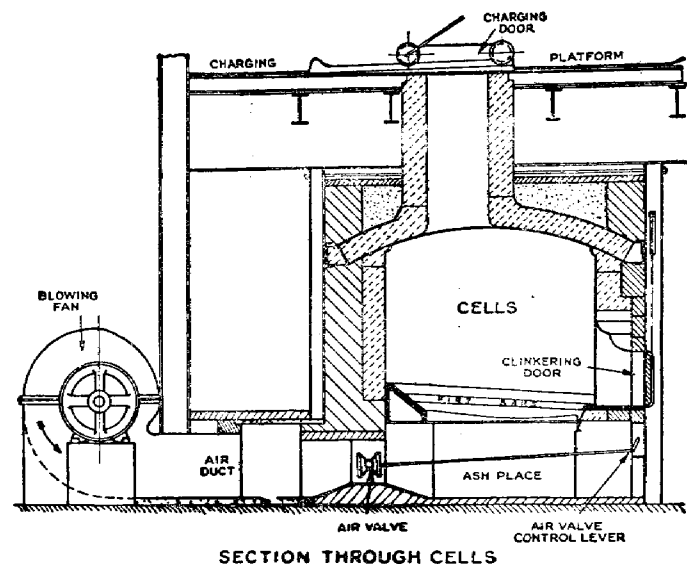 CHARGING
DOOR
CHARGING
PLATFORM
BLOWING
FAN
CELLS
CLINKERING
DOOR
AIR
DUCT
ASH PLACE
AIR VALVE
AIR VALVE
CONTROL LEVER
SECTION THROUGH CELLS